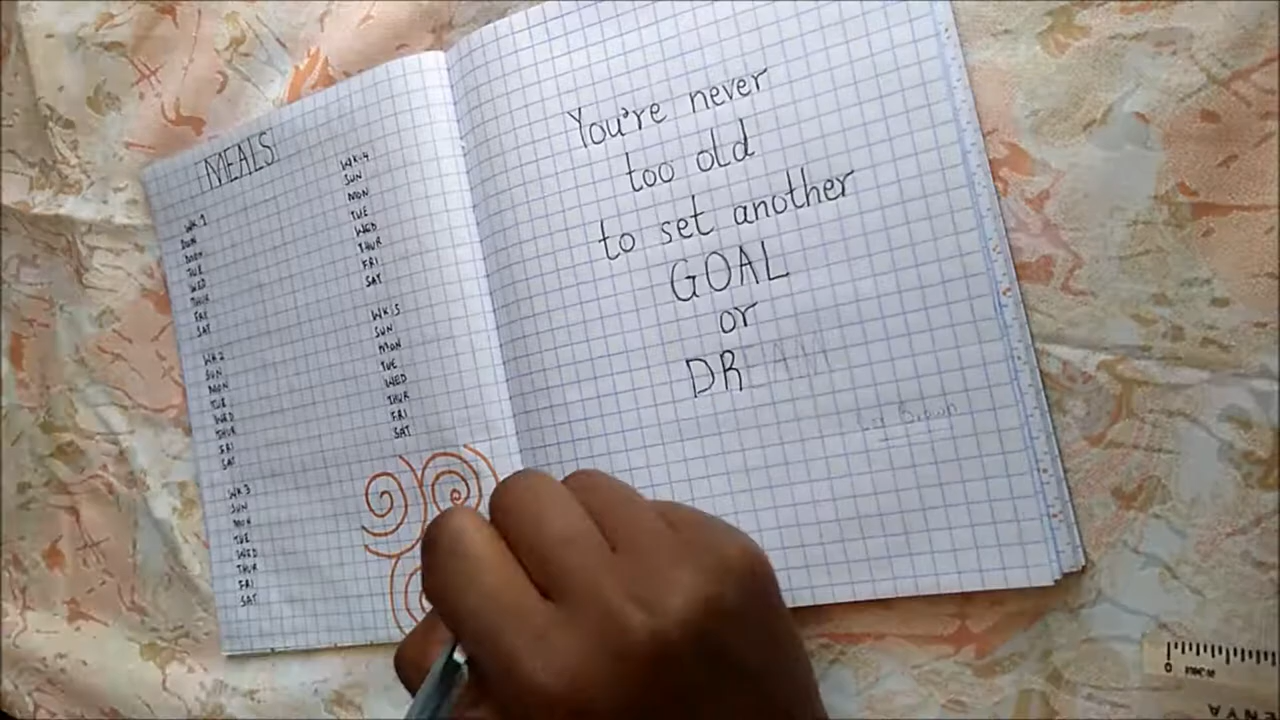 MEALS
WK.1
SUN
MON
TUE
WED
THUR
FRI
SAT
WK.2
SUN
MON
TUE
WED
THUR
FRI
SAT
WK.3
SUN
MON
TUE
WED
THUR
FRI
SAT
WK.4
SUN
MON
TUE
WED
THUR
FRI
SAT
WK.5
SUN
MON
TUE
WED
THUR
FRI
SAT
You're never
too old
to set another
GOAL
or
DREAM
Brown
0 INCH